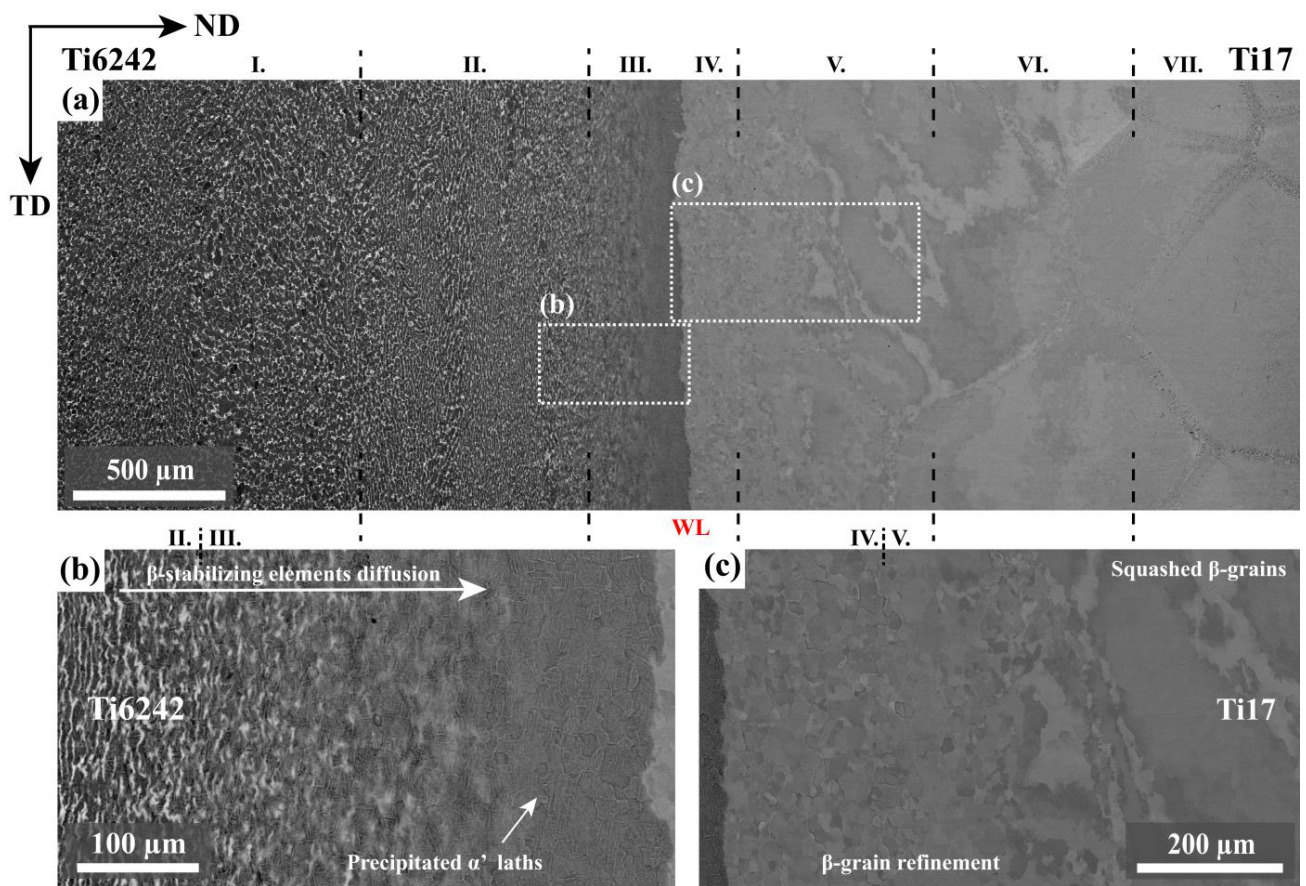 ND
Ti6242 I. II. III. IV. V. VI. VII. Ti17
(a)
TD
(c)
(b)
500 µm
WL
II. III.
IV. V.
(b)
β-stabilizing elements diffusion
(c)
Squashed β-grains
Ti6242
Ti17
100 µm
Precipitated α’ laths
β-grain refinement
200 µm